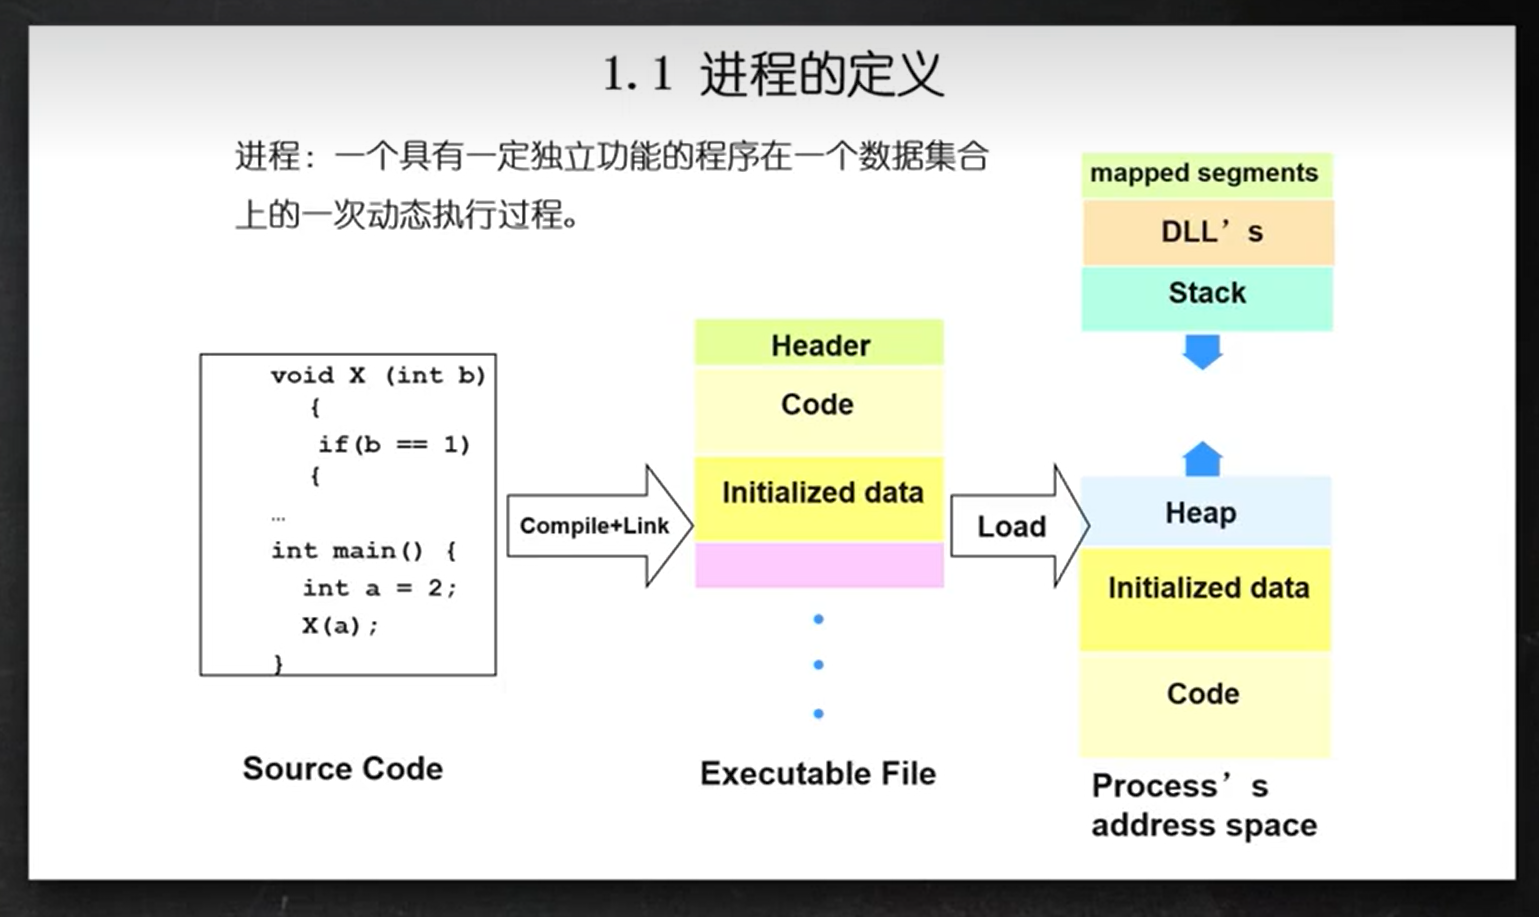 1.1 进程的定义
进程：一个具有一定独立功能的程序在一个数据集合
上的一次动态执行过程。
void X (int b)
{
if(b == 1)
{
…
int main() {
int a = 2;
X(a);
}
Source Code
Compile+Link
Header
Code
Initialized data
Executable File
Load
mapped segments
DLL’s
Stack
Heap
Initialized data
Code
Process’s
address space